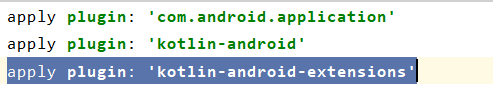 apply plugin: 'com.android.application'
apply plugin: 'kotlin-android'
apply plugin: 'kotlin-android-extensions'